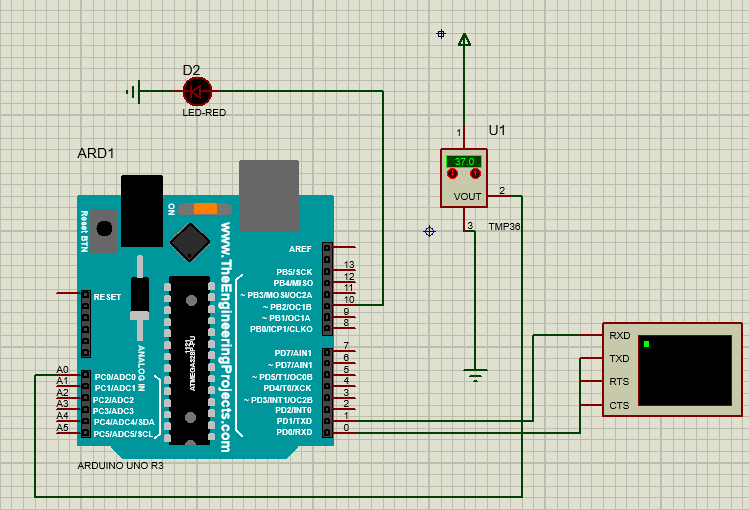 D2
LED-RED
U1
1
37.0
2
VOUT
3
TMP36
ARD1
ON
Reset BTN
www.TheEngineeringProjects.com
AREF
RESET
PB5/SCK 13
PB4/MISO 12
~ PB3/MOSI/OC2A 11
~ PB2/OC1B 10
~ PB1/OC1A 9
PB0/ICP1/CLKO 8
PD7/AIN1 7
~ PD7/AIN1 6
~ PD5/T1/OC0B 5
PD4/T0/XCK 4
~ PD3/INT1/OC2B 3
PD2/INT0 2
PD1/TXD 1
PD0/RXD 0
ANALOG IN
ATMEGA328P-PU
1121
A0 PC0/ADC0
A1 PC1/ADC1
A2 PC2/ADC2
A3 PC3/ADC3
A4 PC4/ADC4/SDA
A5 PC5/ADC5/SCL
ARDUINO UNO R3
RXD
TXD
RTS
CTS